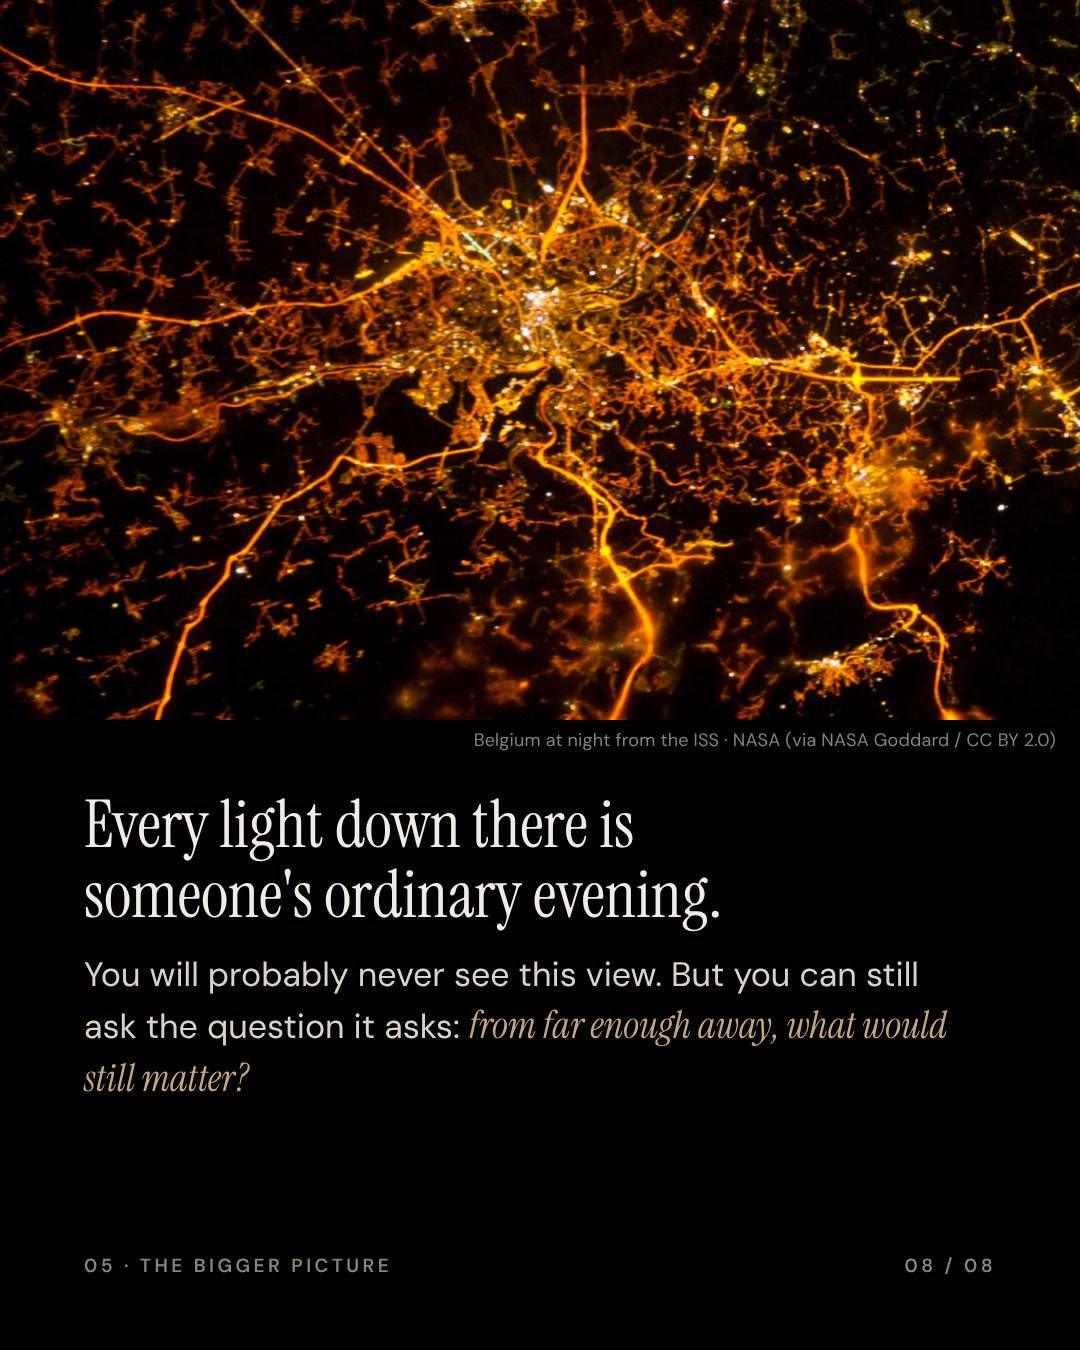 Belgium at night from the ISS · NASA (via NASA Goddard / CC BY 2.0)
Every light down there is
someone's ordinary evening.
You will probably never see this view. But you can still
ask the question it asks: from far enough away, what would
still matter?
05 · THE BIGGER PICTURE
08 / 08